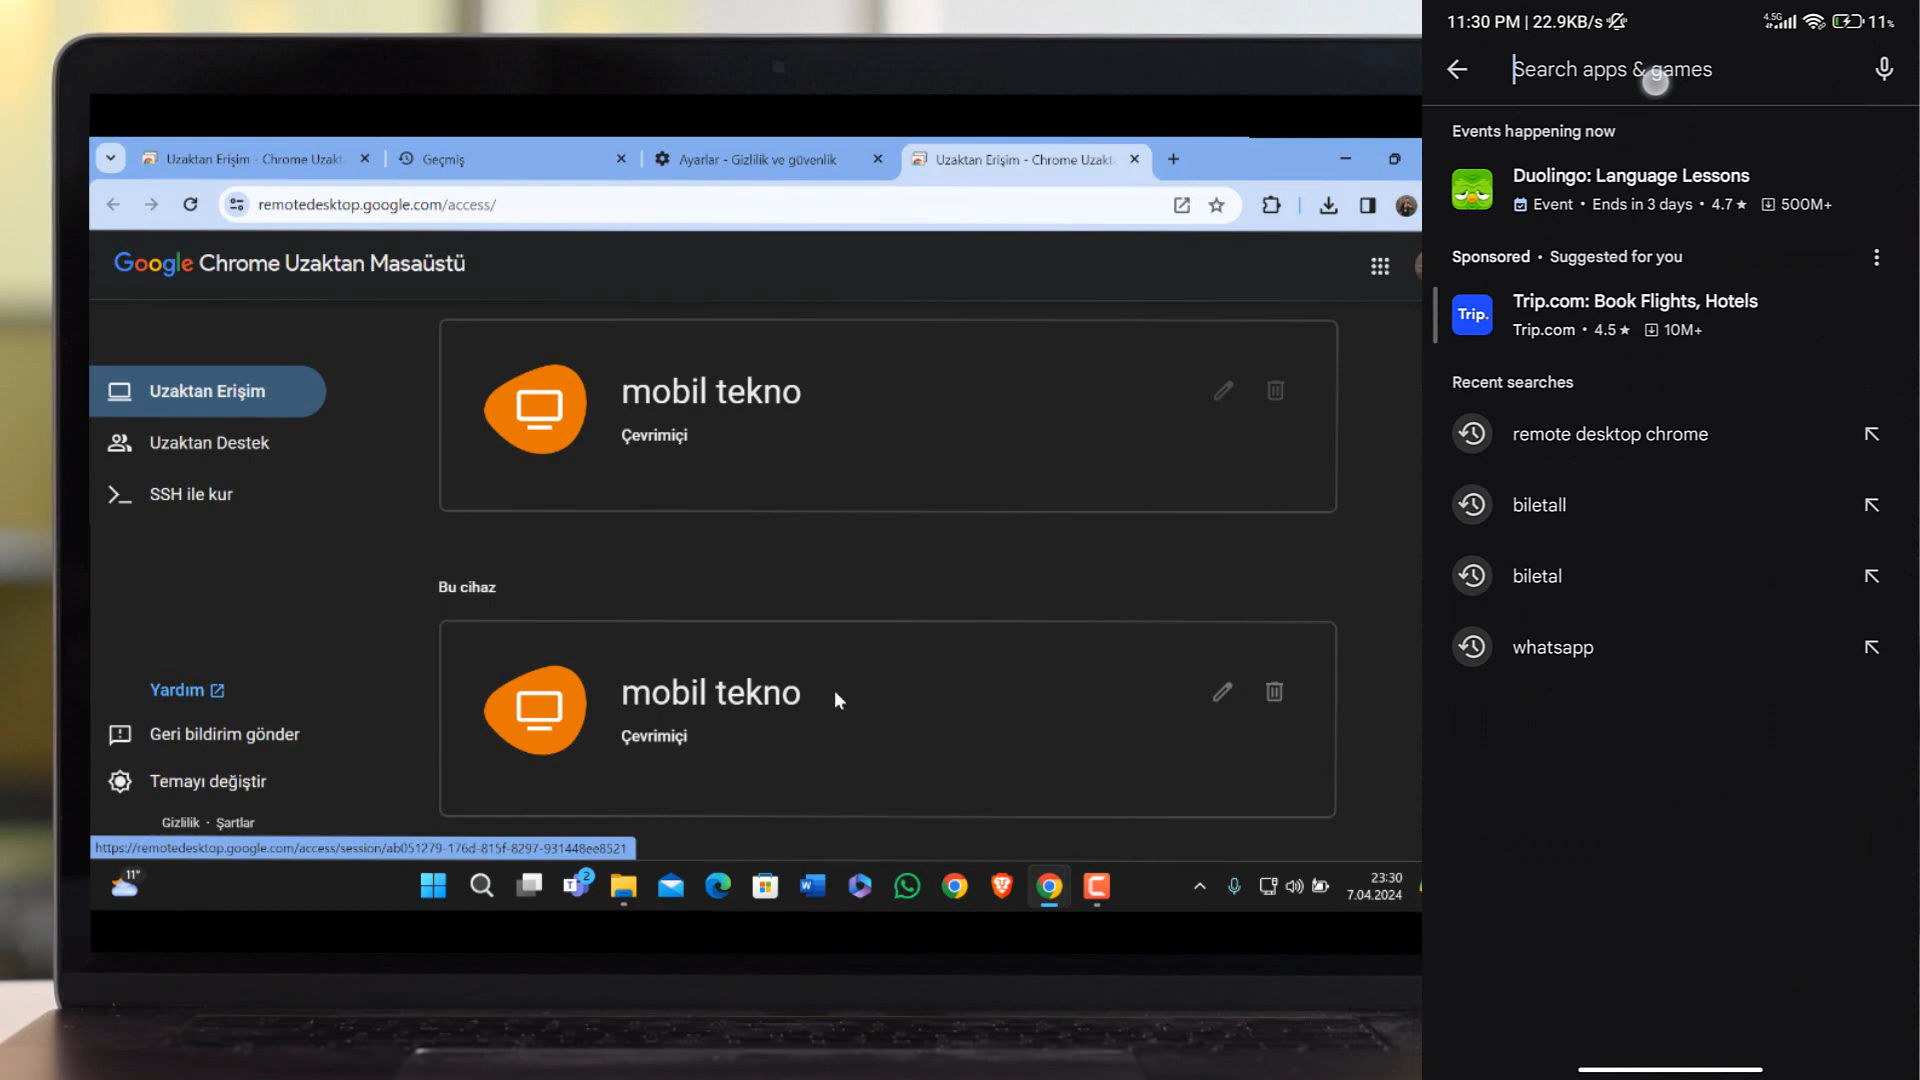 Uzaktan Erişim - Chrome Uzakt
Geçmiş
Ayarlar - Gizlilik ve güvenlik
Uzaktan Erişim - Chrome Uzakt
remotedesktop.google.com/access/
Google Chrome Uzaktan Masaüstü
Uzaktan Erişim
Uzaktan Destek
SSH ile kur
Yardım
Geri bildirim gönder
Temayı değiştir
Gizlilik · Şartlar
mobil tekno
Çevrimiçi
Bu cihaz
mobil tekno
Çevrimiçi
https://remotedesktop.google.com/access/session/ab051279-176d-815f-8297-931448ee8521
11°
2
23:30
7.04.2024
11:30 PM | 22.9KB/s
4.5G
11%
Search apps & games
Events happening now
Duolingo: Language Lessons
Event • Ends in 3 days • 4.7★ 500M+
Sponsored • Suggested for you
Trip.
Trip.com: Book Flights, Hotels
Trip.com • 4.5★ 10M+
Recent searches
remote desktop chrome
biletall
biletal
whatsapp